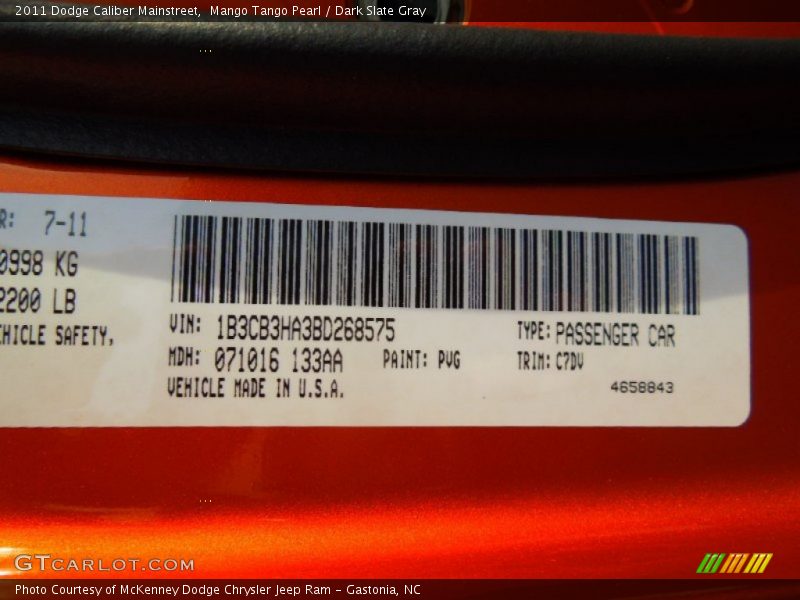 2011 Dodge Caliber Mainstreet,  Mango Tango Pearl / Dark Slate Gray
R: 7-11
0998 KG
2200 LB
EHICLE SAFETY,
VIN: 1B3CB3HA3BD268575
TYPE: PASSENGER CAR
MDH: 071016 133AA
PAINT: PVG
TRIM: C7DV
VEHICLE MADE IN U.S.A.
4658843
GTCARLOT.COM
Photo Courtesy of McKenney Dodge Chrysler Jeep Ram - Gastonia, NC